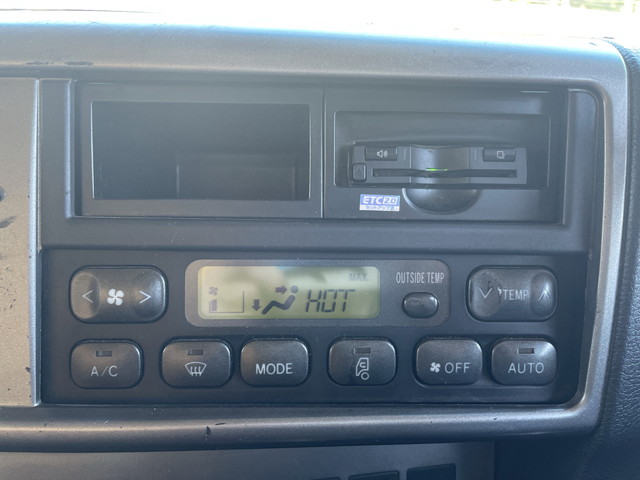 ETC2.0
MAX
HOT
OUTSIDE TEMP
TEMP
A/C
MODE
OFF
AUTO